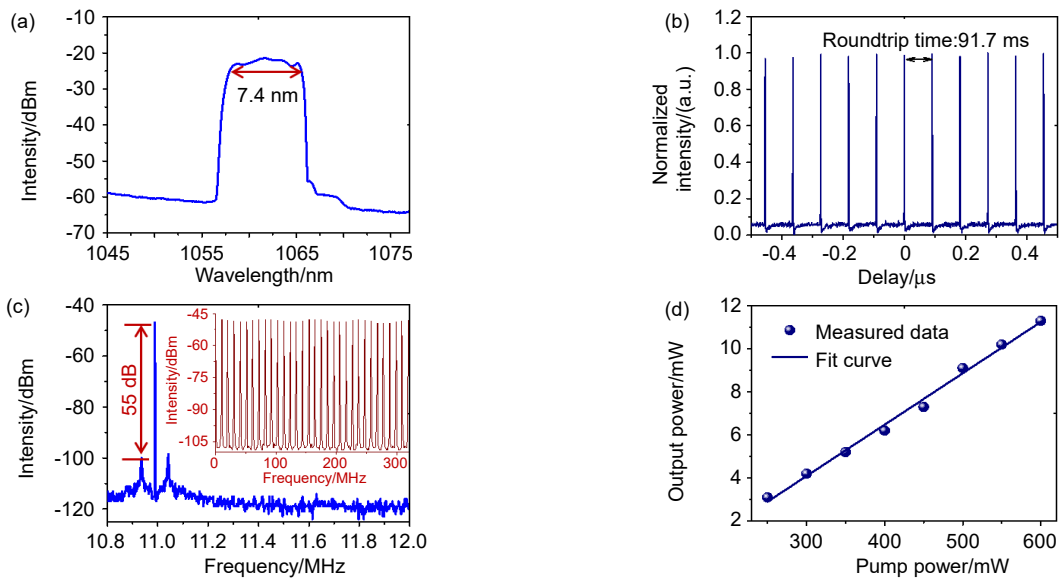 (a)
-10
-20
-30
-40
-50
-60
-70
Intensity/dBm
7.4 nm
1045
1055
1065
1075
Wavelength/nm
(b)
1.2
1.0
0.8
0.6
0.4
0.2
0.0
Normalized
intensity/(a.u.)
Roundtrip time:91.7 ms
-0.4
-0.2
0
0.2
0.4
Delay/μs
(c)
-40
-60
-80
-100
-120
Intensity/dBm
55 dB
10.8
11.0
11.2
11.4
11.6
11.8
12.0
Frequency/MHz
-45
-60
-75
-90
-105
Intensity/dBm
0
100
200
300
Frequency/MHz
(d)
12
10
8
6
4
2
Output power/mW
Measured data
Fit curve
300
400
500
600
Pump power/mW